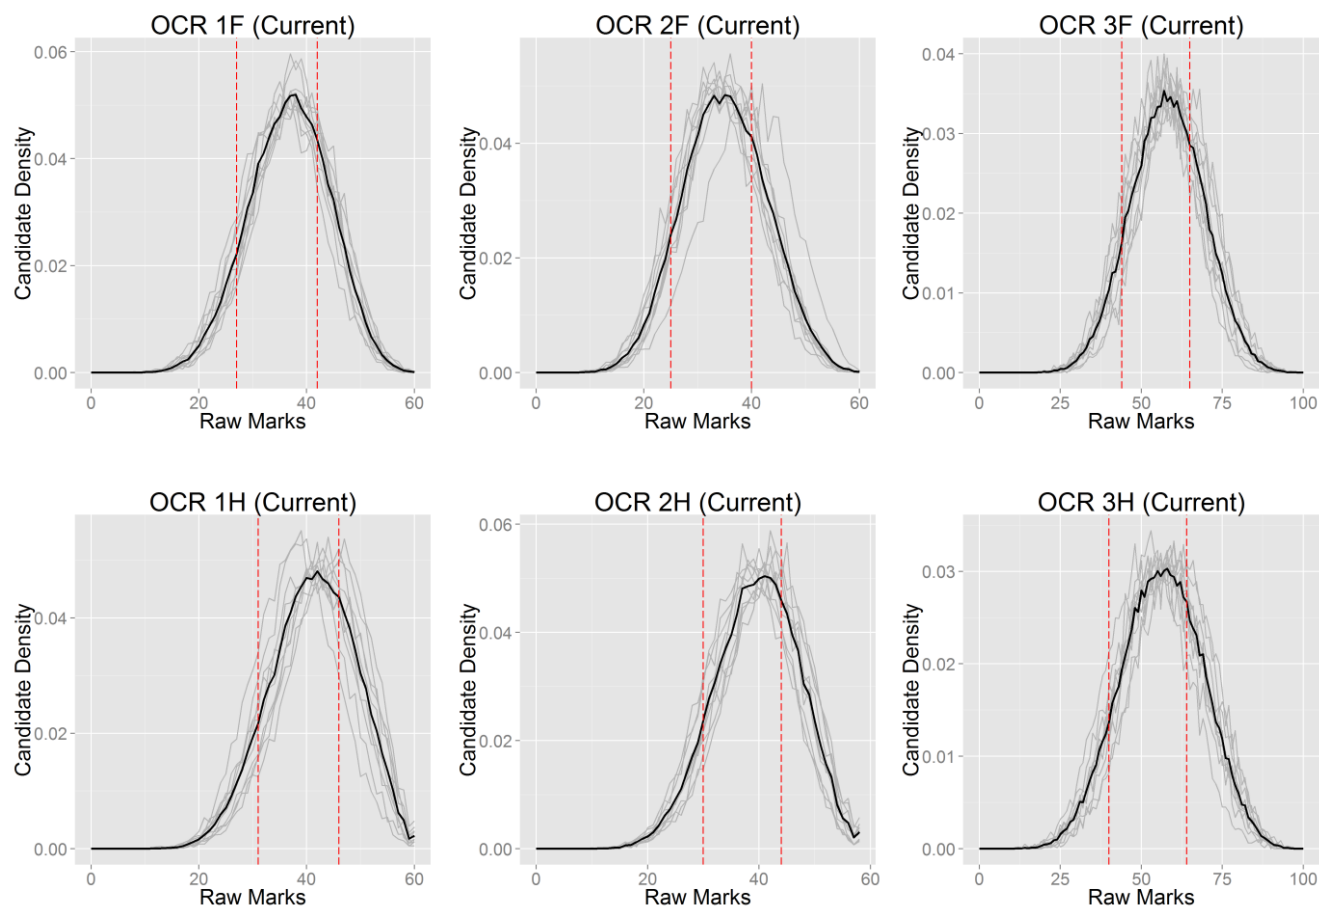 OCR 1F (Current)
OCR 2F (Current)
OCR 3F (Current)
Candidate Density
0.06
0.04
0.02
0.00
0 20 40 60
Raw Marks
Candidate Density
0.04
0.02
0.00
0 20 40 60
Raw Marks
Candidate Density
0.04
0.03
0.02
0.01
0.00
0 25 50 75 100
Raw Marks
OCR 1H (Current)
OCR 2H (Current)
OCR 3H (Current)
Candidate Density
0.04
0.02
0.00
0 20 40 60
Raw Marks
Candidate Density
0.06
0.04
0.02
0.00
0 20 40 60
Raw Marks
Candidate Density
0.03
0.02
0.01
0.00
0 25 50 75 100
Raw Marks